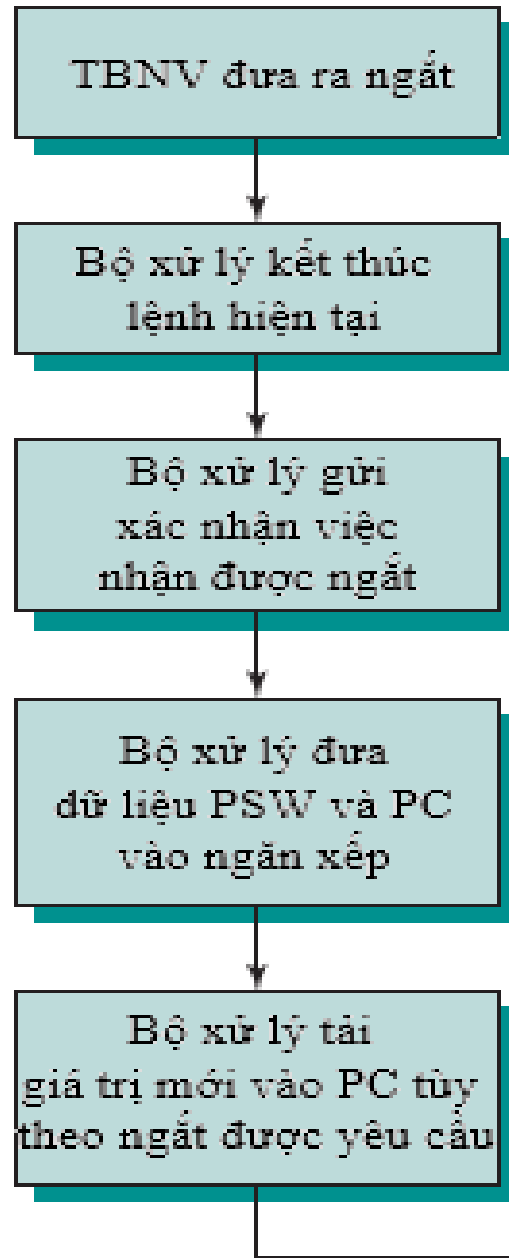 TBNV đưa ra ngắt
Bộ xử lý kết thúc
lệnh hiện tại
Bộ xử lý gửi
xác nhận việc
nhận được ngắt
Bộ xử lý đưa
dữ liệu PSW và PC
vào ngăn xếp
Bộ xử lý tải
giá trị mới vào PC tùy
theo ngắt được yêu cầu